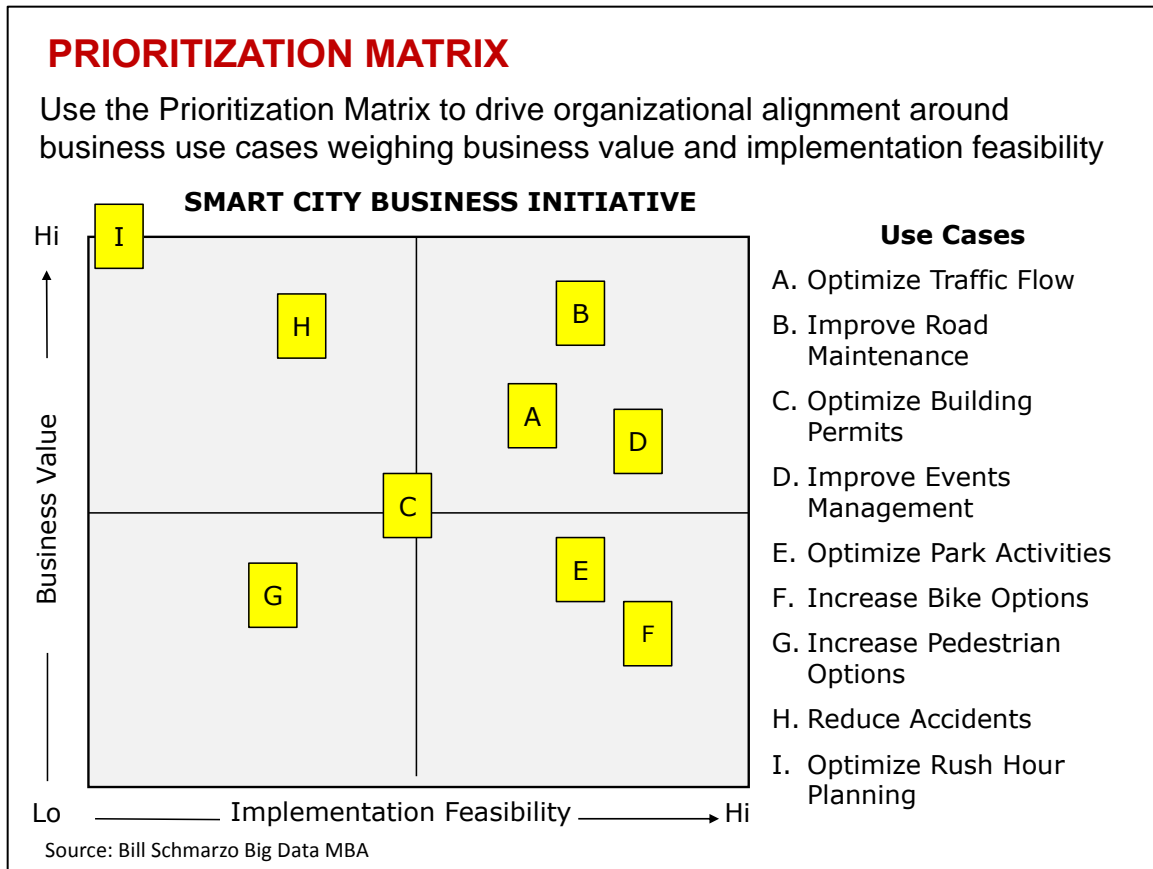 PRIORITIZATION MATRIX
Use the Prioritization Matrix to drive organizational alignment around
business use cases weighing business value and implementation feasibility
SMART CITY BUSINESS INITIATIVE
Hi
Business Value
Lo
I
H
B
A
D
C
E
G
F
Implementation Feasibility
Hi
Use Cases
A. Optimize Traffic Flow
B. Improve Road
Maintenance
C. Optimize Building
Permits
D. Improve Events
Management
E. Optimize Park Activities
F. Increase Bike Options
G. Increase Pedestrian
Options
H. Reduce Accidents
I. Optimize Rush Hour
Planning
Source: Bill Schmarzo Big Data MBA